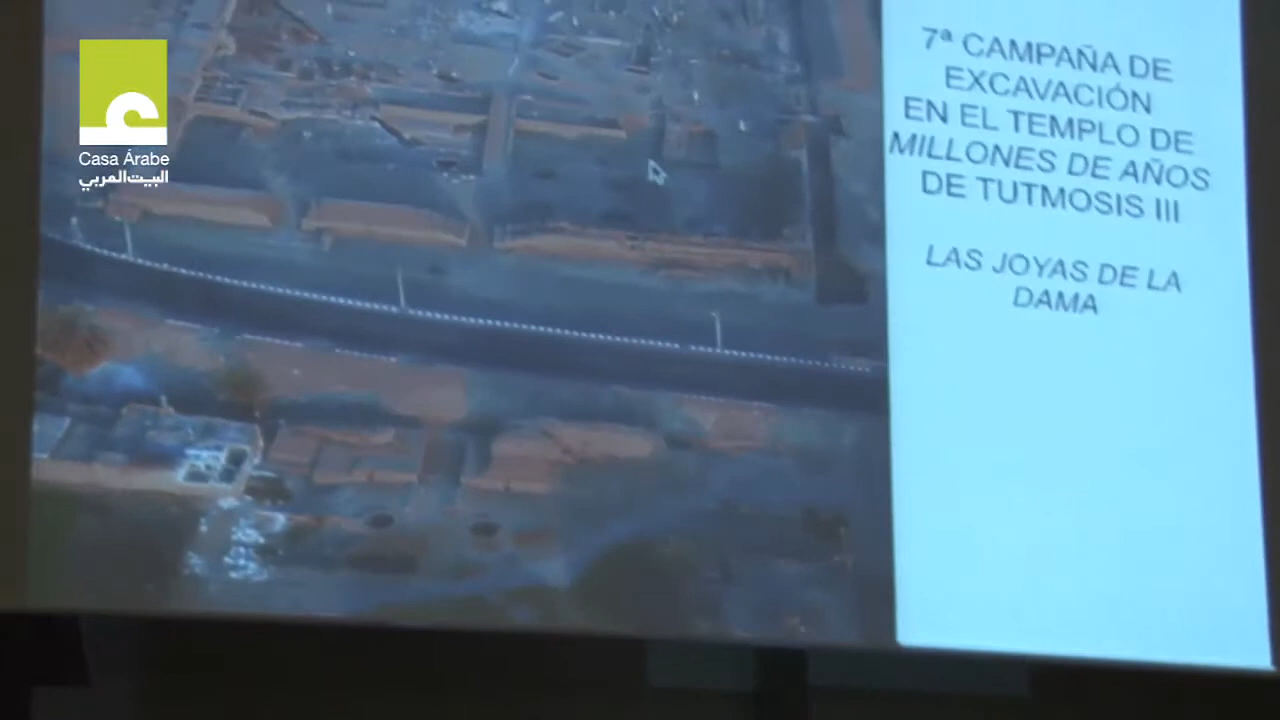 Casa Árabe
البيت العربي
7ª CAMPAÑA DE
EXCAVACIÓN
EN EL TEMPLO DE
MILLONES DE AÑOS
DE TUTMOSIS III
LAS JOYAS DE LA
DAMA